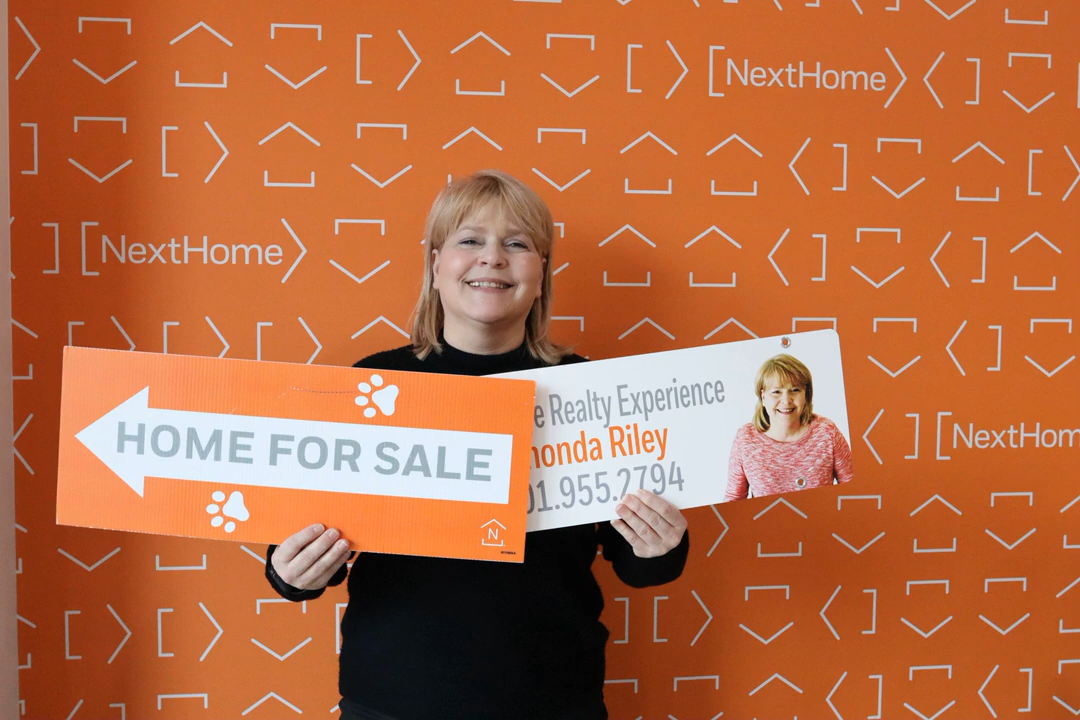 NextHome
NextHome
NextHom
HOME FOR SALE
N
e Realty Experience
honda Riley
01.955.2794